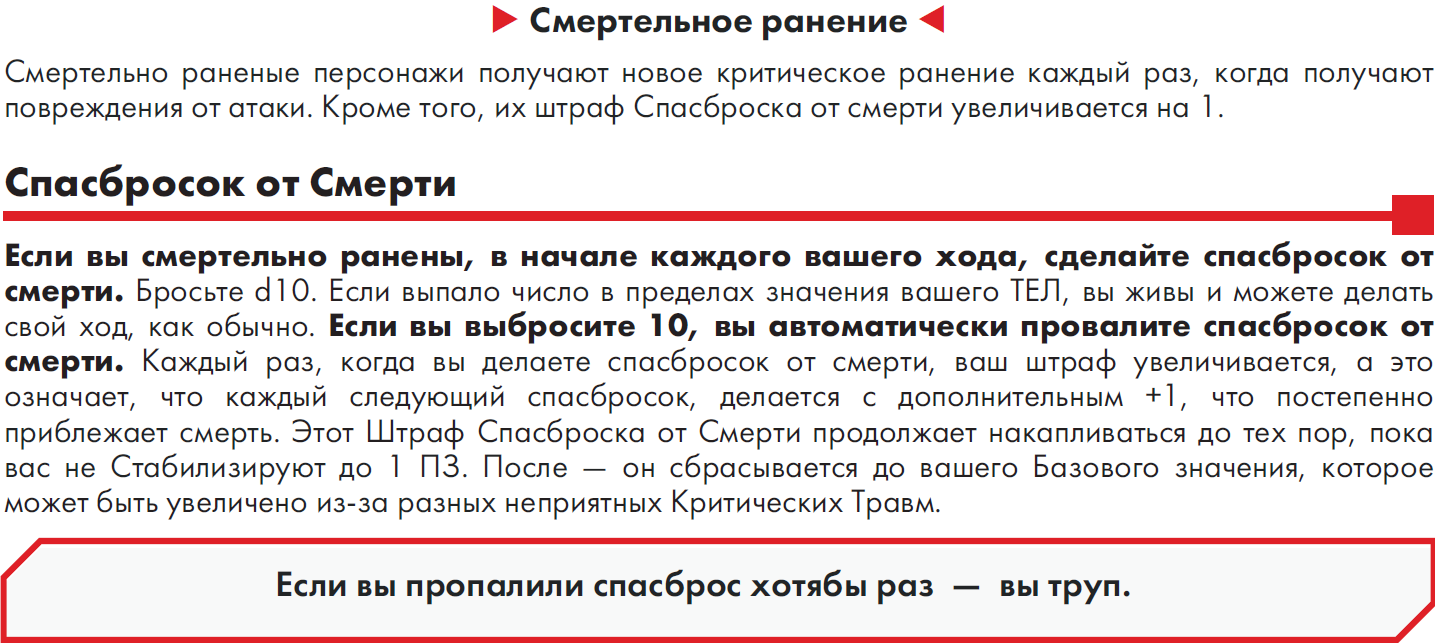 Смертельное ранение
Смертельно раненые персонажи получают новое критическое ранение каждый раз, когда получают
повреждения от атаки. Кроме того, их штраф Спасброска от смерти увеличивается на 1.
Спасбросок от Смерти
Если вы смертельно ранены, в начале каждого вашего хода, сделайте спасбросок от
смерти. Бросьте d10. Если выпало число в пределах значения вашего ТЕЛ, вы живы и можете делать
свой ход, как обычно. Если вы выбросите 10, вы автоматически провалите спасбросок от
смерти. Каждый раз, когда вы делаете спасбросок от смерти, ваш штраф увеличивается, а это
означает, что каждый следующий спасбросок, делается с дополнительным +1, что постепенно
приблежает смерть. Этот Штраф Спасброска от Смерти продолжает накапливаться до тех пор, пока
вас не Стабилизируют до 1 ПЗ. После — он сбрасывается до вашего Базового значения, которое
может быть увеличено из-за разных неприятных Критических Травм.
Если вы пропалили спасброс хотябы раз — вы труп.